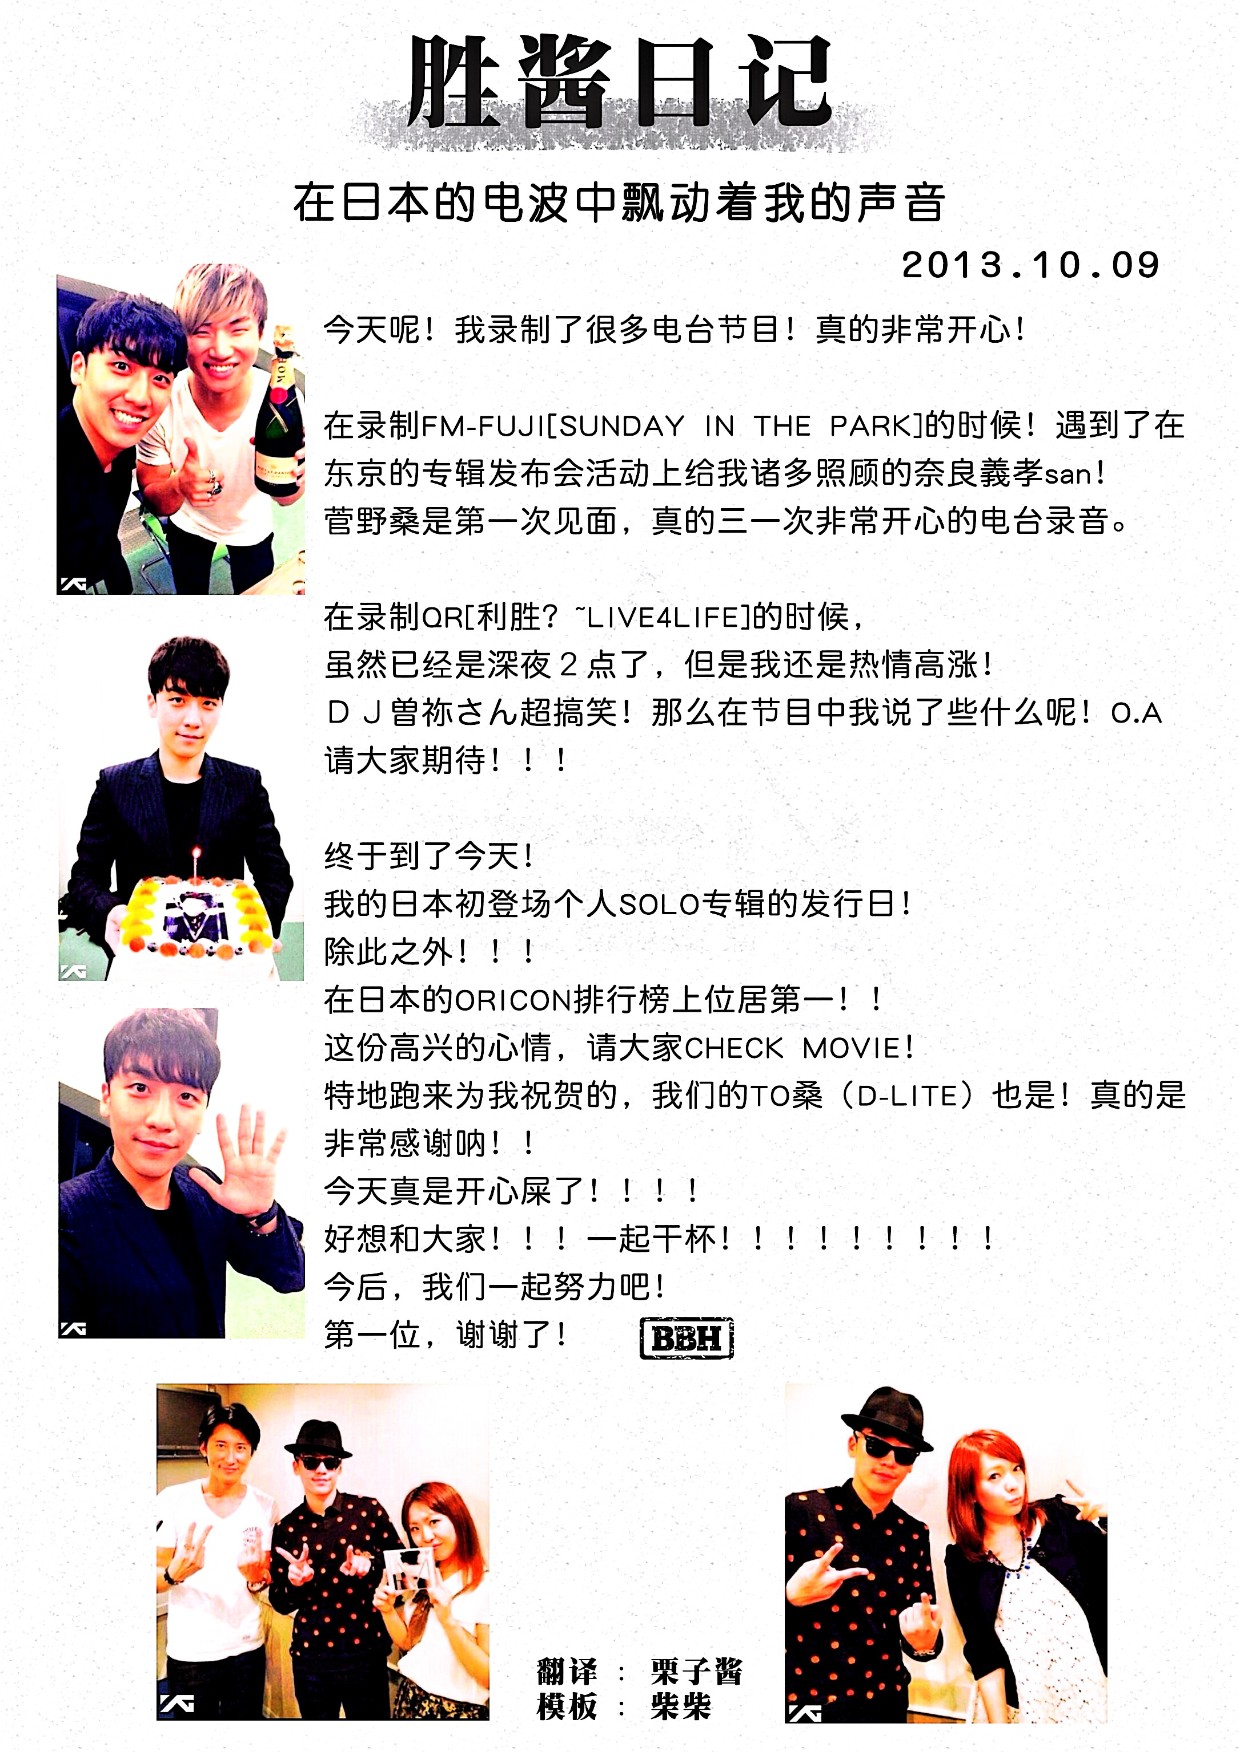 胜酱日记
在日本的电波中飘动着我的声音
2013.10.09
今天呢！我录制了很多电台节目！真的非常开心！
在录制FM-FUJI[SUNDAY IN THE PARK]的时候！遇到了在
东京的专辑发布会活动上给我诸多照顾的奈良義孝san！
菅野桑是第一次见面，真的三一次非常开心的电台录音。
在录制QR[利胜？~LIVE4LIFE]的时候，
虽然已经是深夜２点了，但是我还是热情高涨！
ＤＪ曽祢さん超搞笑！那么在节目中我说了些什么呢！O.A
请大家期待！！！
终于到了今天！
我的日本初登场个人SOLO专辑的发行日！
除此之外！！！
在日本的ORICON排行榜上位居第一！！
这份高兴的心情，请大家CHECK MOVIE！
特地跑来为我祝贺的，我们的TO桑（D-LITE）也是！真的是
非常感谢呐！！
今天真是开心屎了！！！！
好想和大家！！！一起干杯！！！！！！！！！
今后，我们一起努力吧！
第一位，谢谢了！
BBH
翻译 ： 栗子酱
模板 ： 柴柴
YG
YG
YG
YG
YG